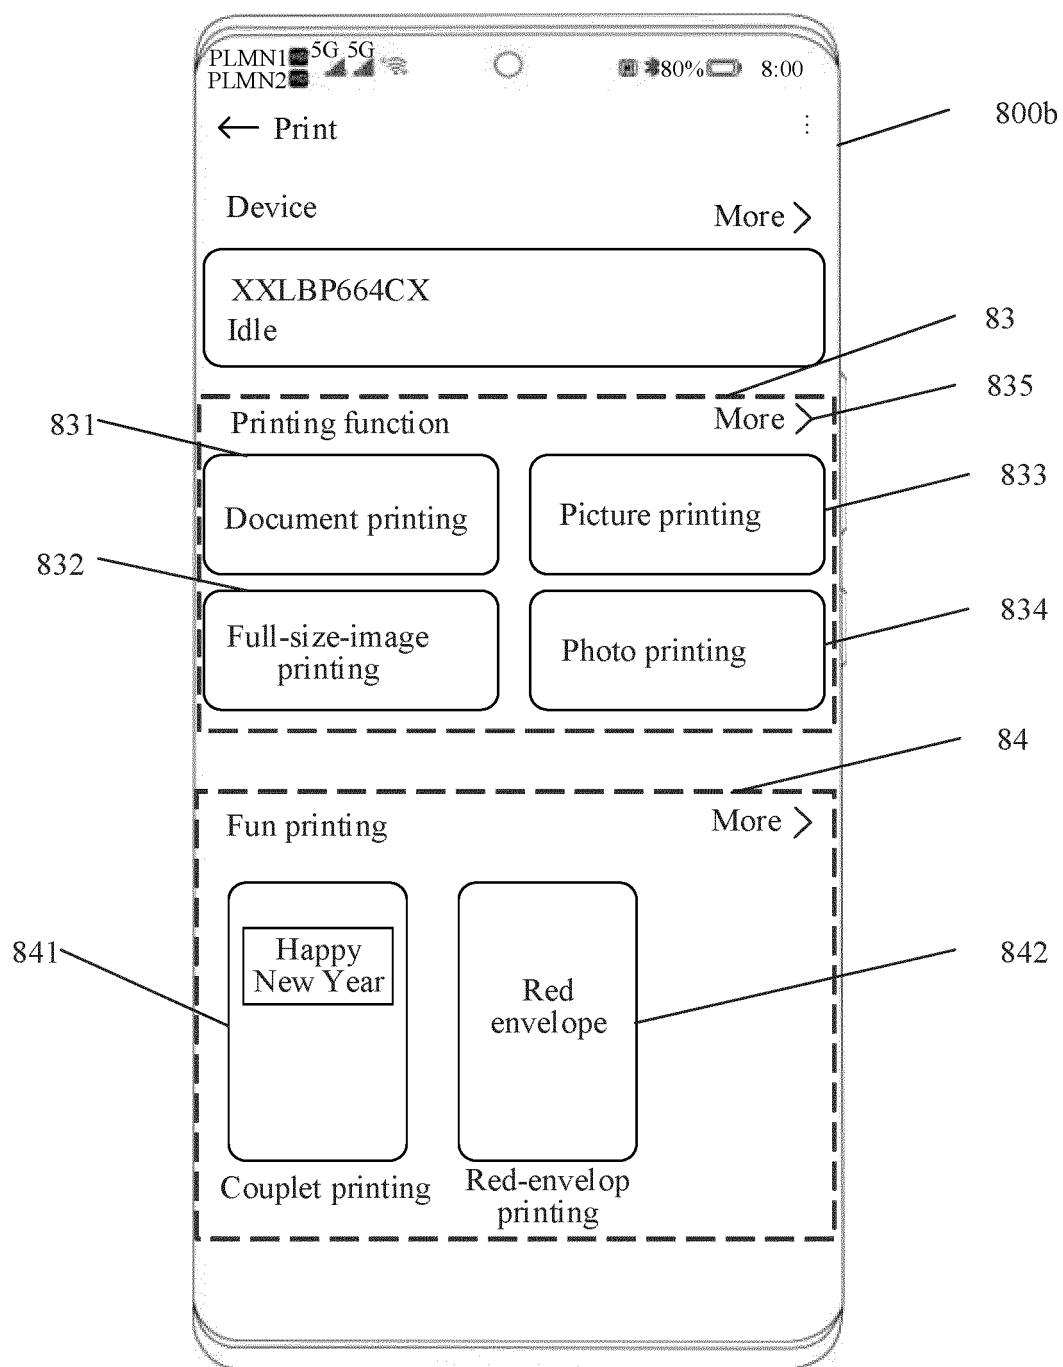 PLMN1 5G 5G
PLMN2
80% 8:00
Print
800b
Device
More
XXLBP664CX
Idle
83
835
Printing function
More
831
833
Document printing
Picture printing
832
834
Full-size-image
printing
Photo printing
84
Fun printing
More
841
842
Happy
New Year
Red
envelope
Couplet printing
Red-envelop
printing